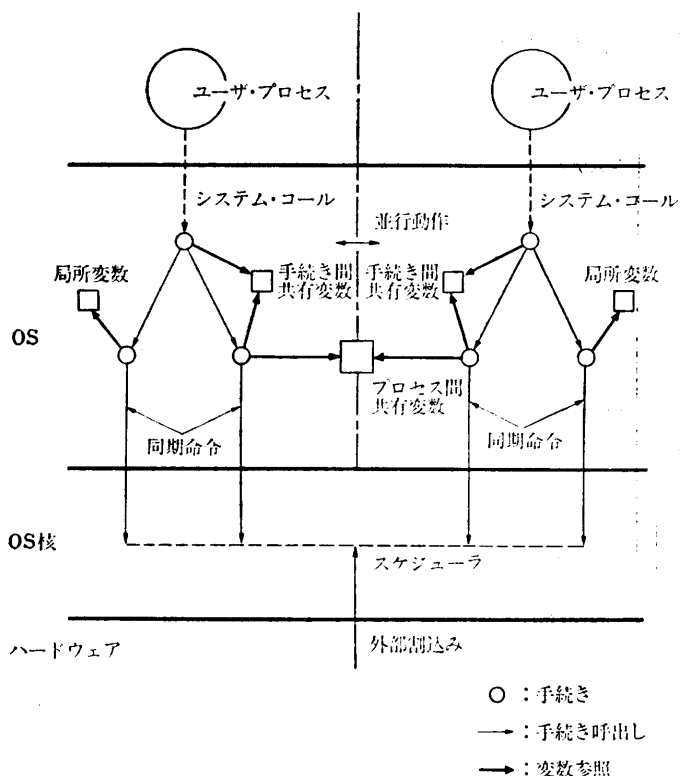 ユーザ・プロセス
ユーザ・プロセス
システム・コール
システム・コール
並行動作
局所変数
手続き間
共有変数
手続き間
共有変数
局所変数
OS
プロセス間
共有変数
同期命令
同期命令
OS核
スケジューラ
ハードウェア
外部割込み
○：手続き
→：手続き呼出し
→：変数参照